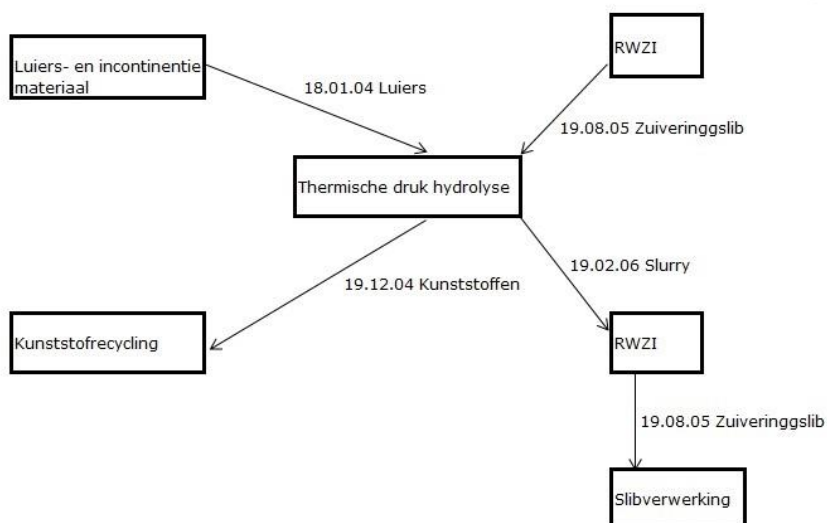 Luiers- en incontinentie
materiaal
RWZI
18.01.04 Luiers
19.08.05 Zuiveringgslib
Thermische druk hydrolyse
19.02.06 Slurry
19.12.04 Kunststoffen
Kunststofrecycling
RWZI
19.08.05 Zuiveringgslib
Slibverwerking